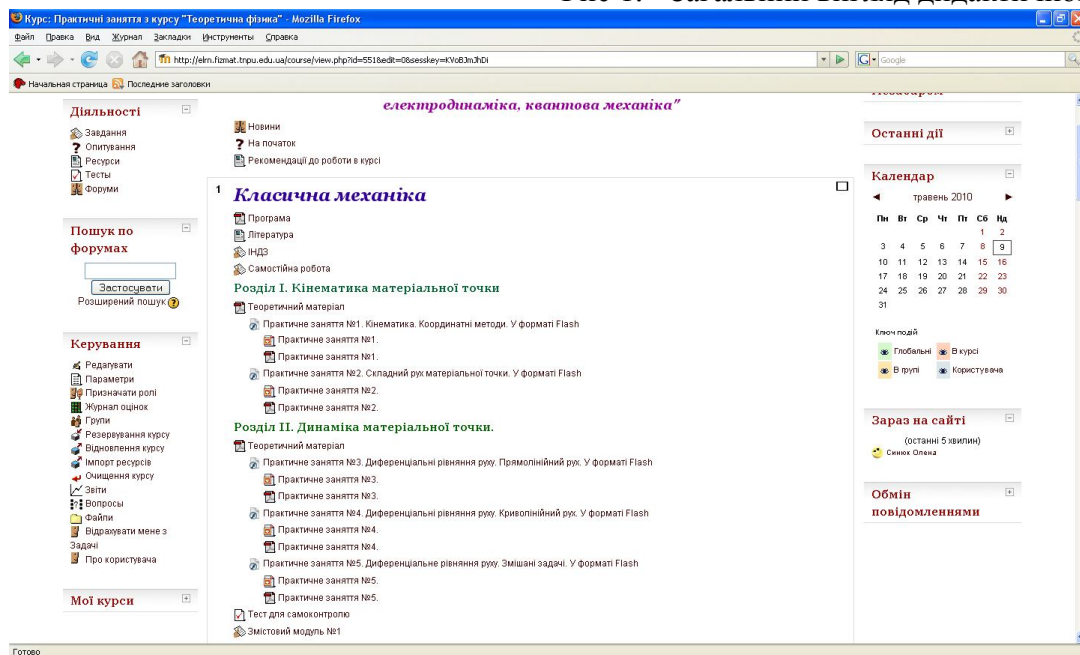 Курс: Практичні заняття з курсу "Теоретична фізика" - Mozilla Firefox
Файл Правка Вид Журнал Закладки Инструменты Справка
http://elrn.fizmat.tnpu.edu.ua/course/view.php?id=551&edit=0&sesskey=KVoBJmJhDi
Google
Начальная страница Последние заголовки
Діяльності
Завдання
Опитування
Ресурси
Тесты
Форуми
Пошук по
форумах
Застосувати
Розширений пошук
Керування
Редагувати
Параметри
Призначати ролі
Журнал оцінок
Групи
Резервування курсу
Відновлення курсу
Імпорт ресурсів
Очищення курсу
Звіти
Вопросы
Файли
Відрахувати мене з
Задачі
Про користувача
Мої курси
електродинаміка, квантова механіка"
Новини
На початок
Рекомендації до роботи в курсі
1 Класична механіка
Програма
Література
ІНДЗ
Самостійна робота
Розділ І. Кінематика матеріальної точки
Теоретичний матеріал
Практичне заняття №1. Кінематика. Координатні методи. У форматі Flash
Практичне заняття №1.
Практичне заняття №1.
Практичне заняття №2. Складний рух матеріальної точки. У форматі Flash
Практичне заняття №2.
Практичне заняття №2.
Розділ ІІ. Динаміка матеріальної точки.
Теоретичний матеріал
Практичне заняття №3. Диференціальні рівняння руху. Прямолінійний рух. У форматі Flash
Практичне заняття №3.
Практичне заняття №3.
Практичне заняття №4. Диференціальні рівняння руху. Криволінійний рух. У форматі Flash
Практичне заняття №4.
Практичне заняття №4.
Практичне заняття №5. Диференціальне рівняння руху. Змішані задачі. У форматі Flash
Практичне заняття №5.
Практичне заняття №5.
Тест для самоконтролю
Змістовий модуль №1
Останні дії
Календар
травень 2010
Пн Вт Ср Чт Пт Сб Нд
1 2
3 4 5 6 7 8 9
10 11 12 13 14 15 16
17 18 19 20 21 22 23
24 25 26 27 28 29 30
31
Ключ подій
Глобальні В курсі
В групі Користувача
Зараз на сайті
(останні 5 хвилин)
Синюк Олена
Обмін
повідомленнями
Готово